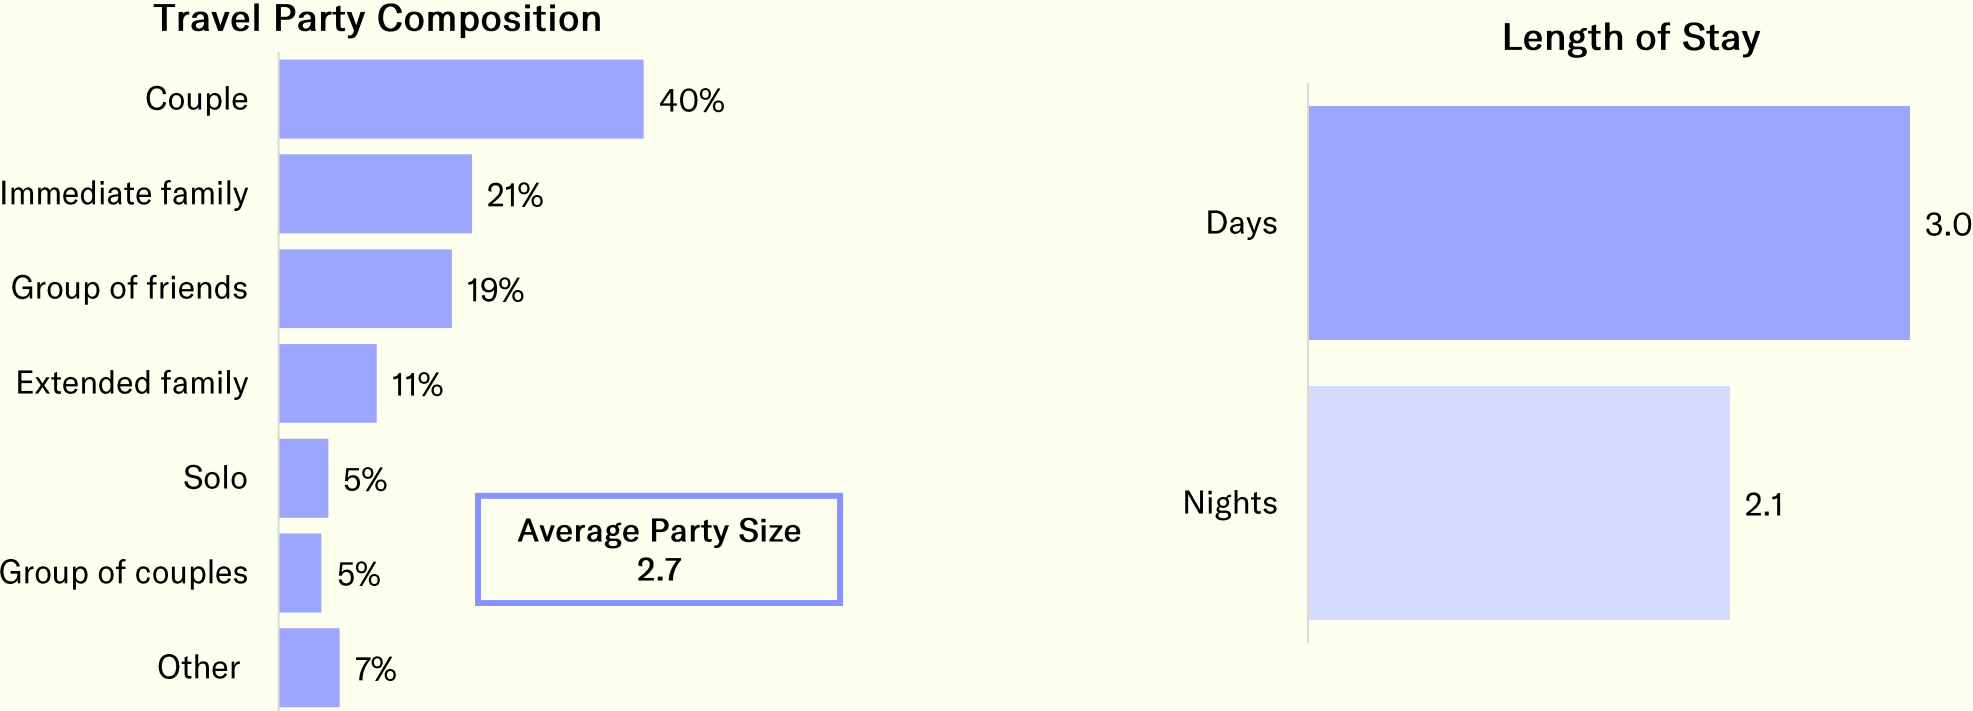 Travel Party Composition
Couple 40%
Immediate family 21%
Group of friends 19%
Extended family 11%
Solo 5%
Group of couples 5%
Other 7%
Average Party Size
2.7
Length of Stay
Days 3.0
Nights 2.1